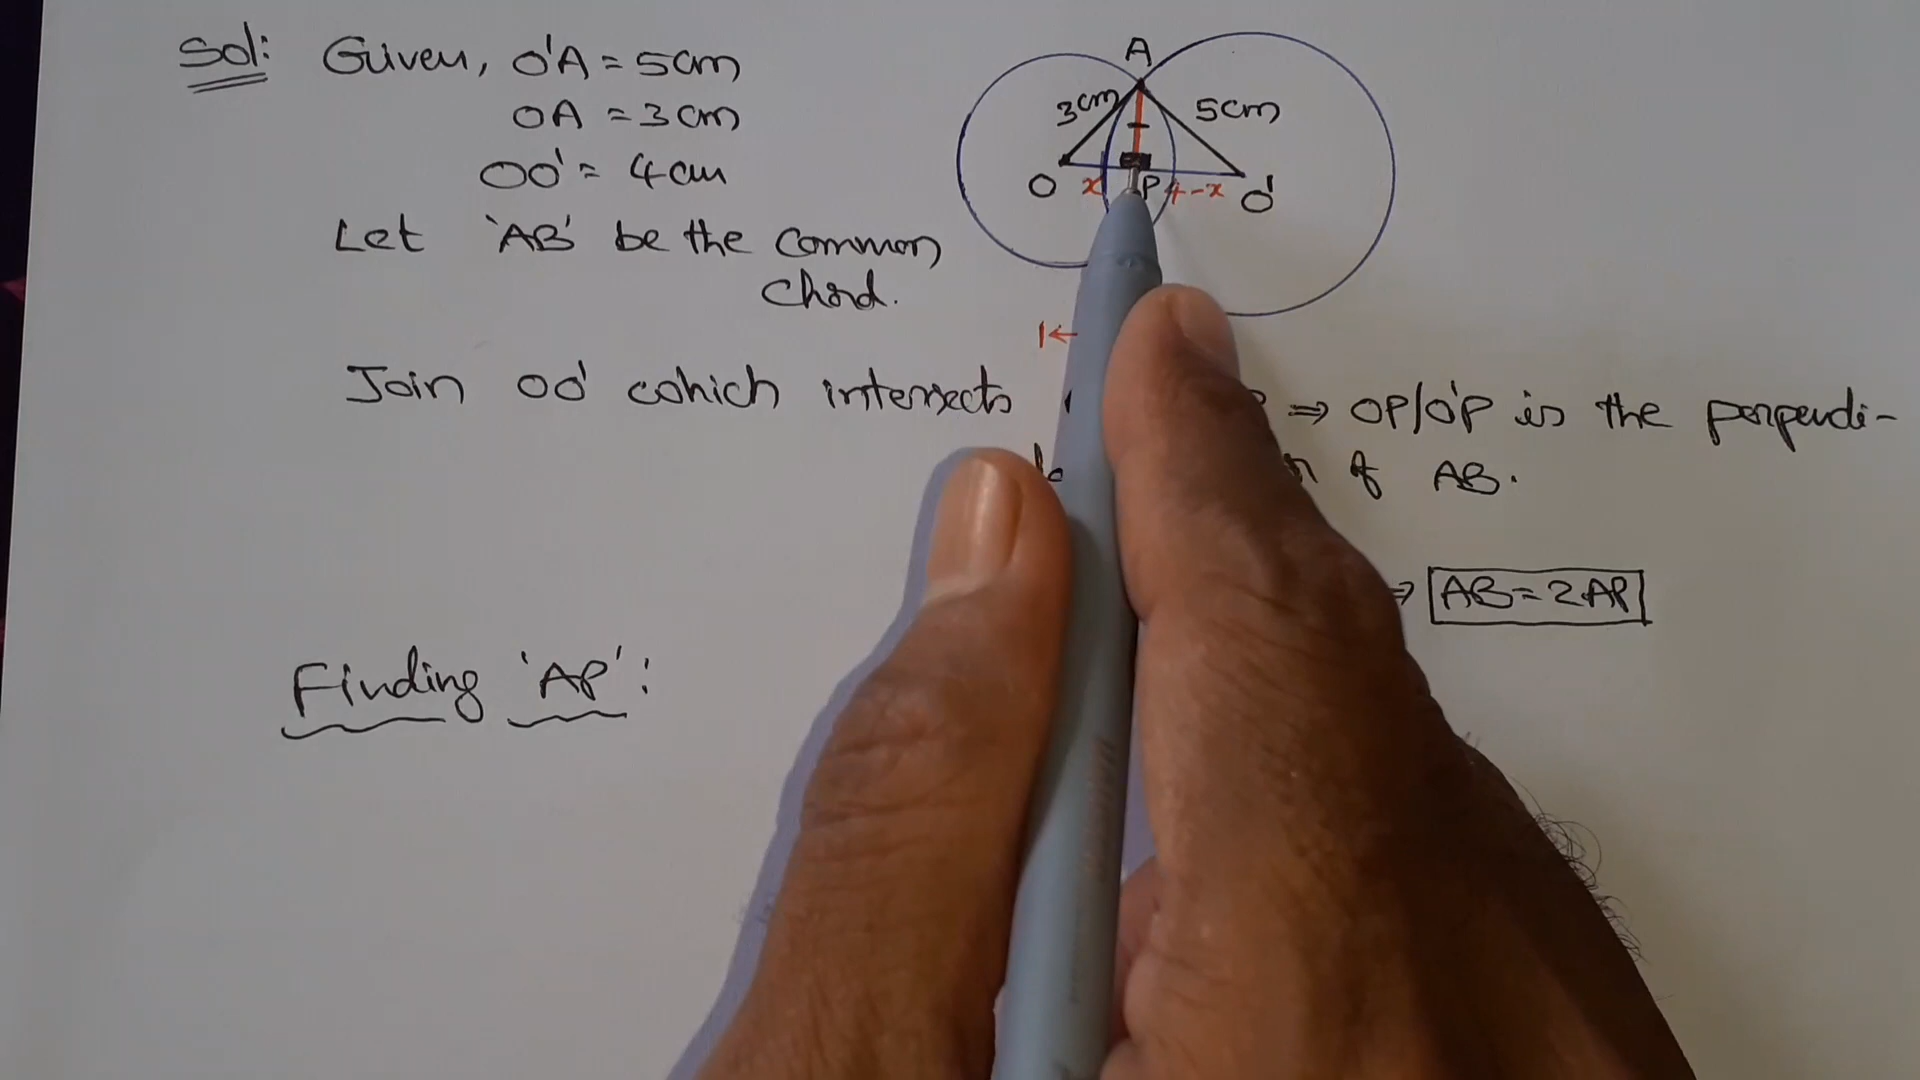 Sol: Given, O'A = 5cm
OA = 3cm
OO' = 4cm
Let 'AB' be the common
chord.
A
3cm
5cm
O x P 4-x O'
Join OO' which intersects
⇒ OP/O'P is the perpendi-
of AB.
⇒ AB = 2AP
Finding 'AP':